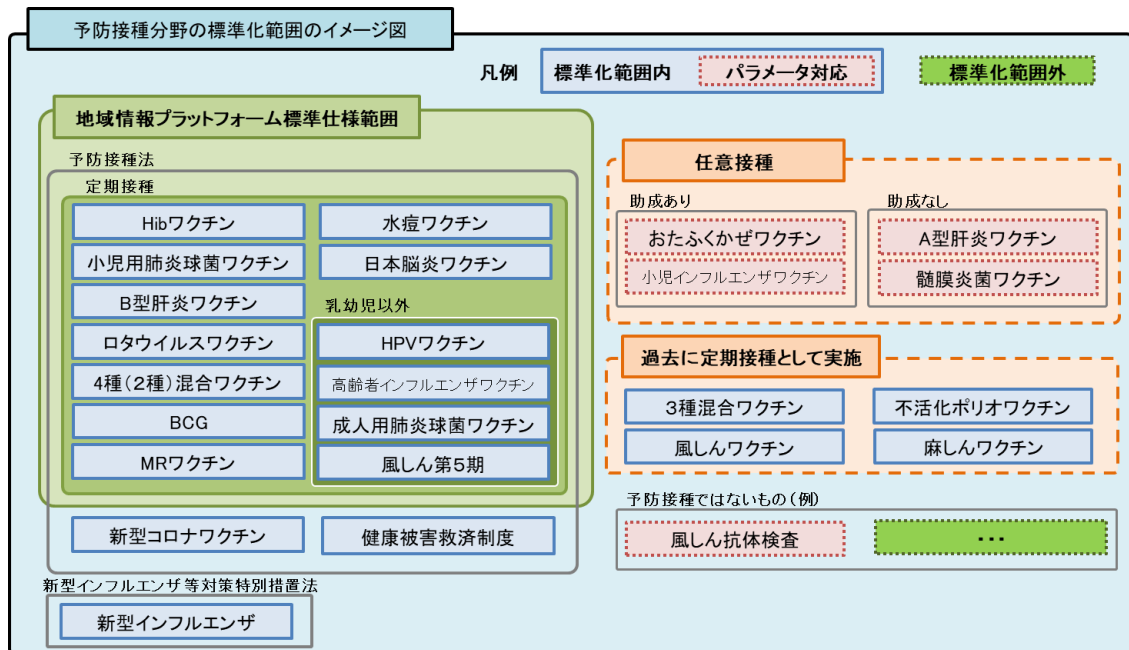 予防接種分野の標準化範囲のイメージ図
凡例
標準化範囲内
パラメータ対応
標準化範囲外
地域情報プラットフォーム標準仕様範囲
予防接種法
定期接種
Hibワクチン
小児用肺炎球菌ワクチン
B型肝炎ワクチン
ロタウイルスワクチン
4種(2種)混合ワクチン
BCG
MRワクチン
水痘ワクチン
日本脳炎ワクチン
乳幼児以外
HPVワクチン
高齢者インフルエンザワクチン
成人用肺炎球菌ワクチン
風しん第5期
新型コロナワクチン
健康被害救済制度
新型インフルエンザ等対策特別措置法
新型インフルエンザ
任意接種
助成あり
おたふくかぜワクチン
小児インフルエンザワクチン
助成なし
A型肝炎ワクチン
髄膜炎菌ワクチン
過去に定期接種として実施
3種混合ワクチン
不活化ポリオワクチン
風しんワクチン
麻しんワクチン
予防接種ではないもの(例)
風しん抗体検査
・・・